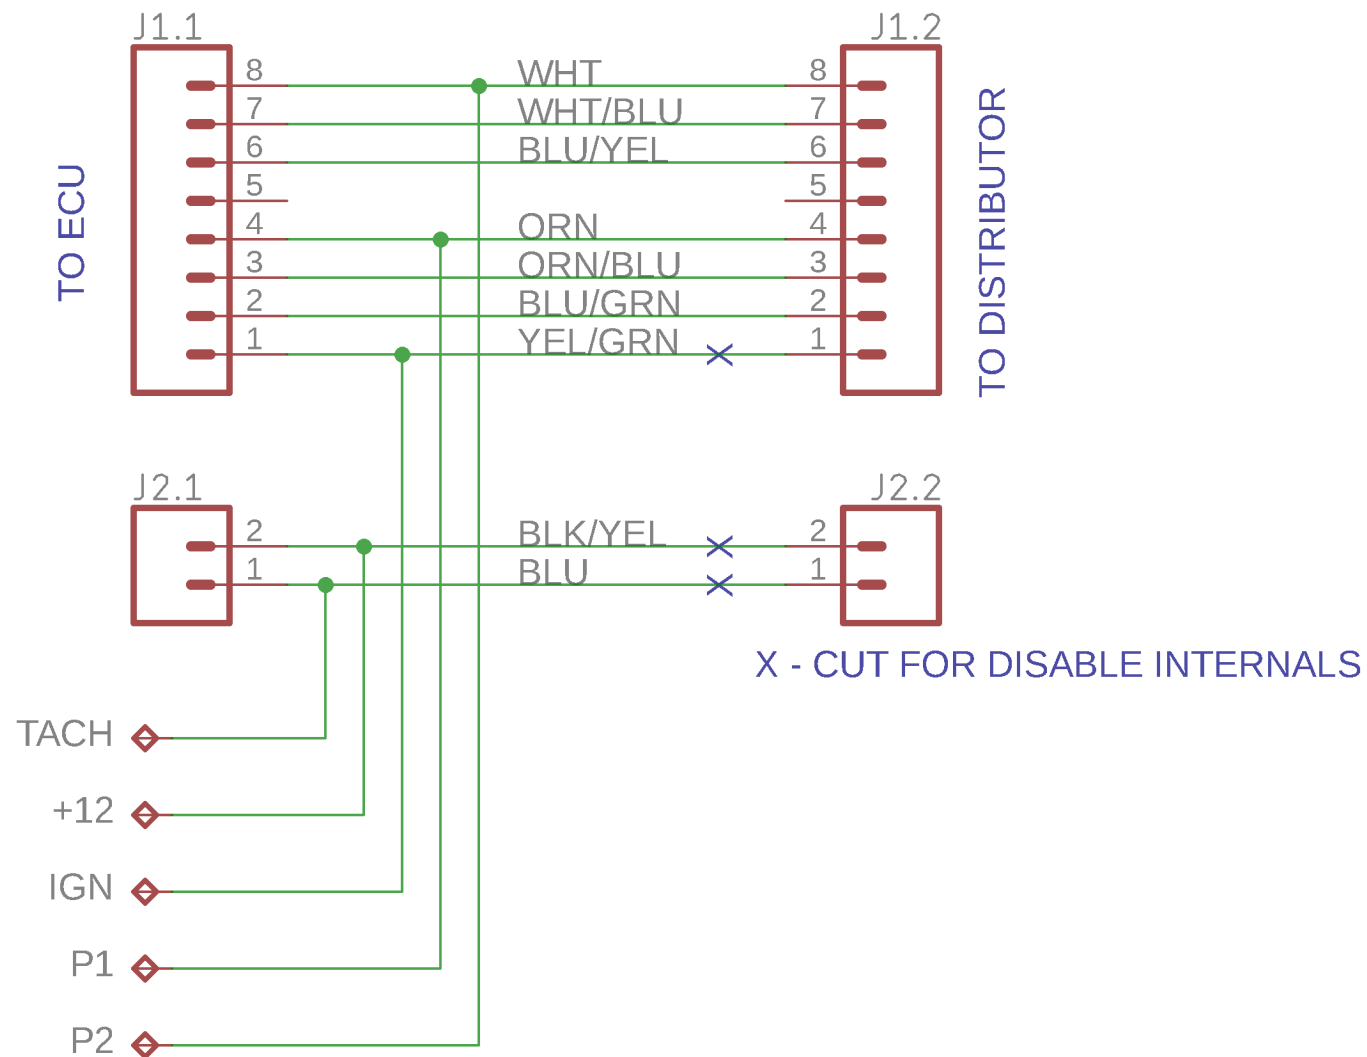 J1.1 J1.2
8 WHT 8
7 WHT/BLU 7
6 BLU/YEL 6
5 5
4 ORN 4
3 ORN/BLU 3
2 BLU/GRN 2
1 YEL/GRN X 1
TO ECU
TO DISTRIBUTOR
J2.1 J2.2
2 BLK/YEL X 2
1 BLU X 1
X - CUT FOR DISABLE INTERNALS
TACH
+12
IGN
P1
P2